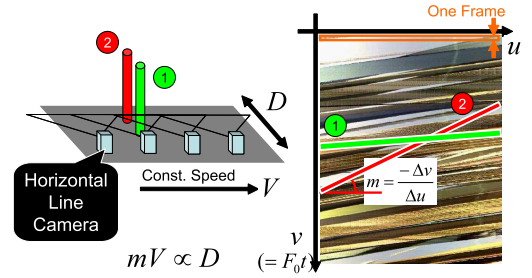 2
1
D
Horizontal
Line
Camera
Const. Speed
V
mV ∝ D
One Frame
u
2
1
m = −Δv / Δu
v
(= F₀t)